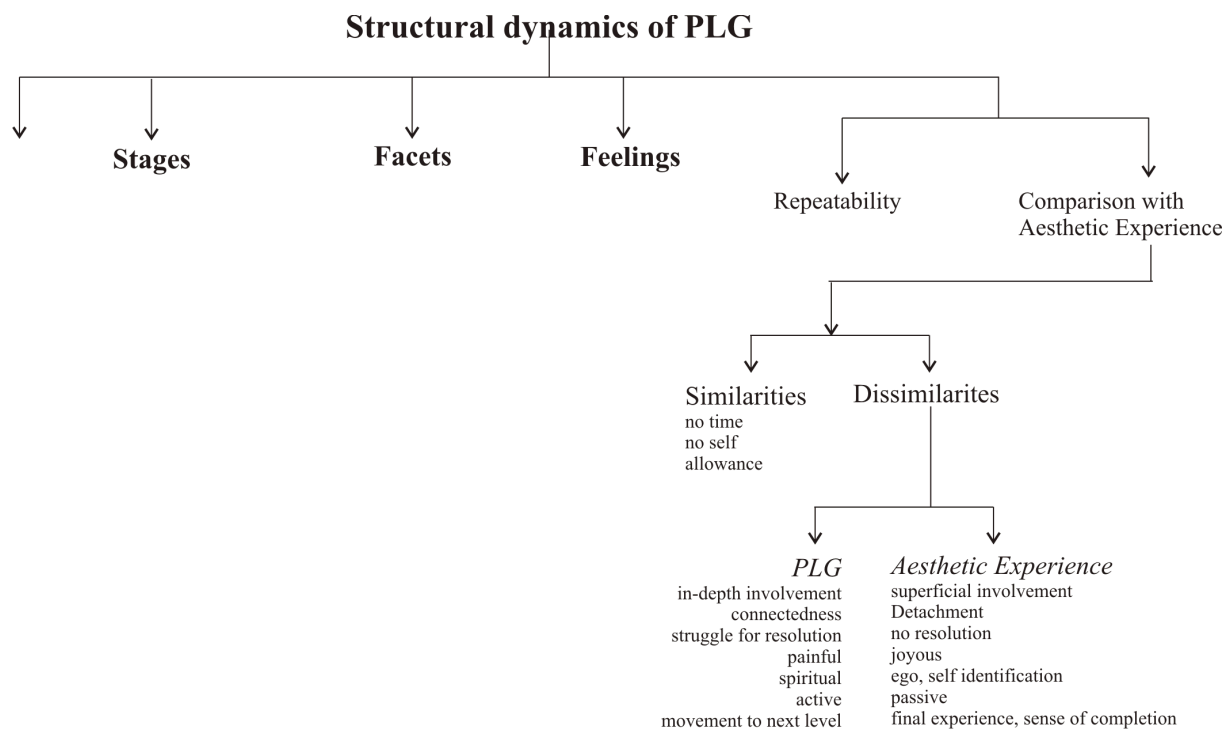 Structural dynamics of PLG
Stages
Facets
Feelings
Repeatability
Comparison with
Aesthetic Experience
Similarities
no time
no self
allowance
Dissimilarites
PLG
in-depth involvement
connectedness
struggle for resolution
painful
spiritual
active
movement to next level
Aesthetic Experience
superficial involvement
Detachment
no resolution
joyous
ego, self identification
passive
final experience, sense of completion